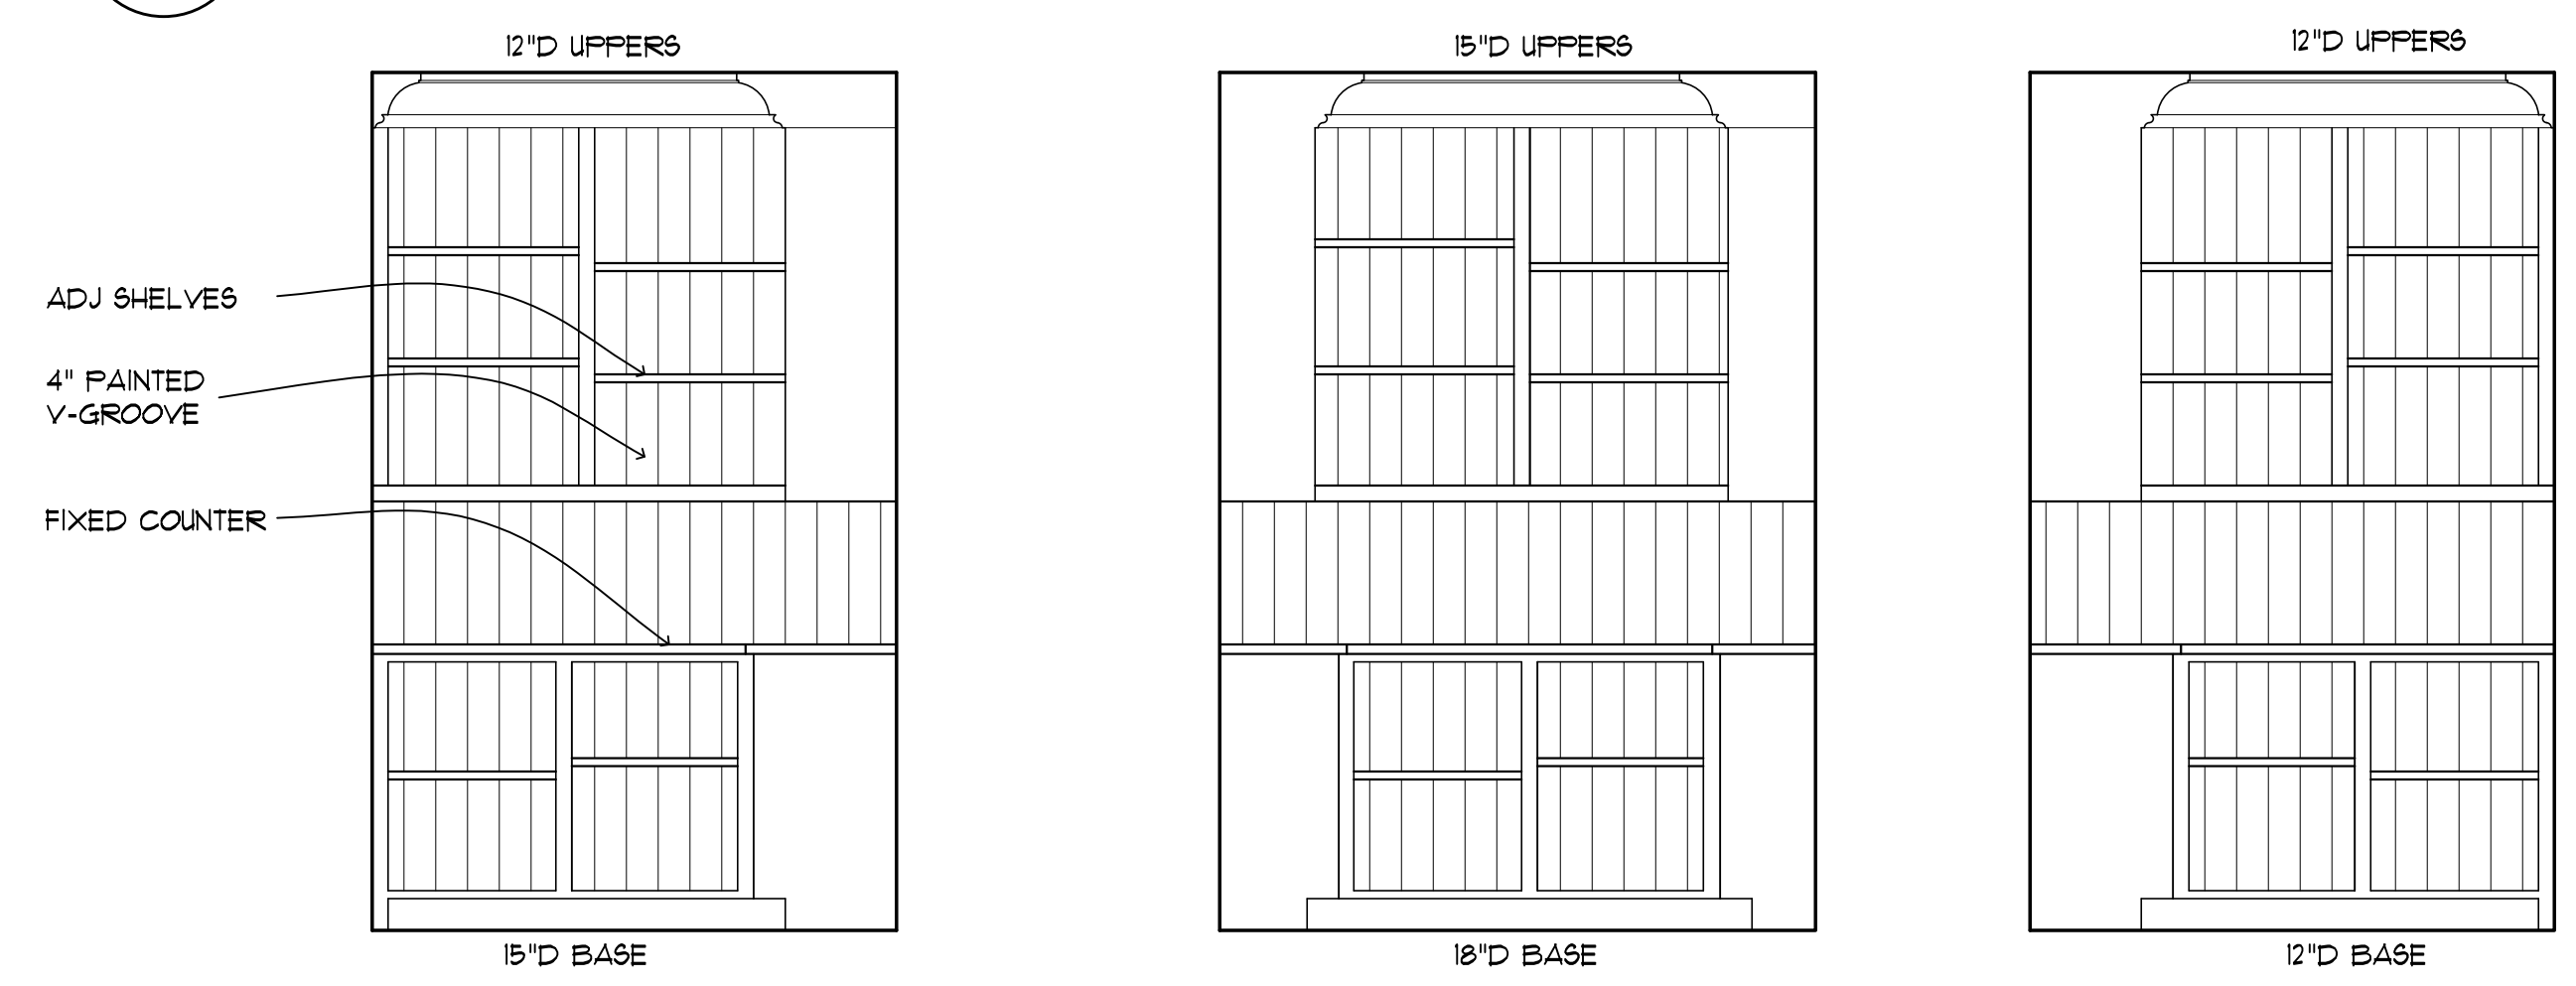 12"D UPPERS
15"D UPPERS
12"D UPPERS
ADJ SHELVES
4" PAINTED
V-GROOVE
FIXED COUNTER
15"D BASE
18"D BASE
12"D BASE